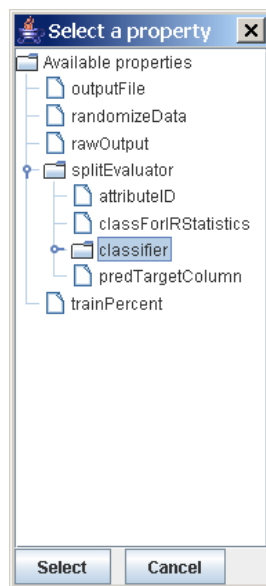 Select a property
Available properties
outputFile
randomizeData
rawOutput
splitEvaluator
attributeID
classForIRStatistics
classifier
predTargetColumn
trainPercent
Select
Cancel